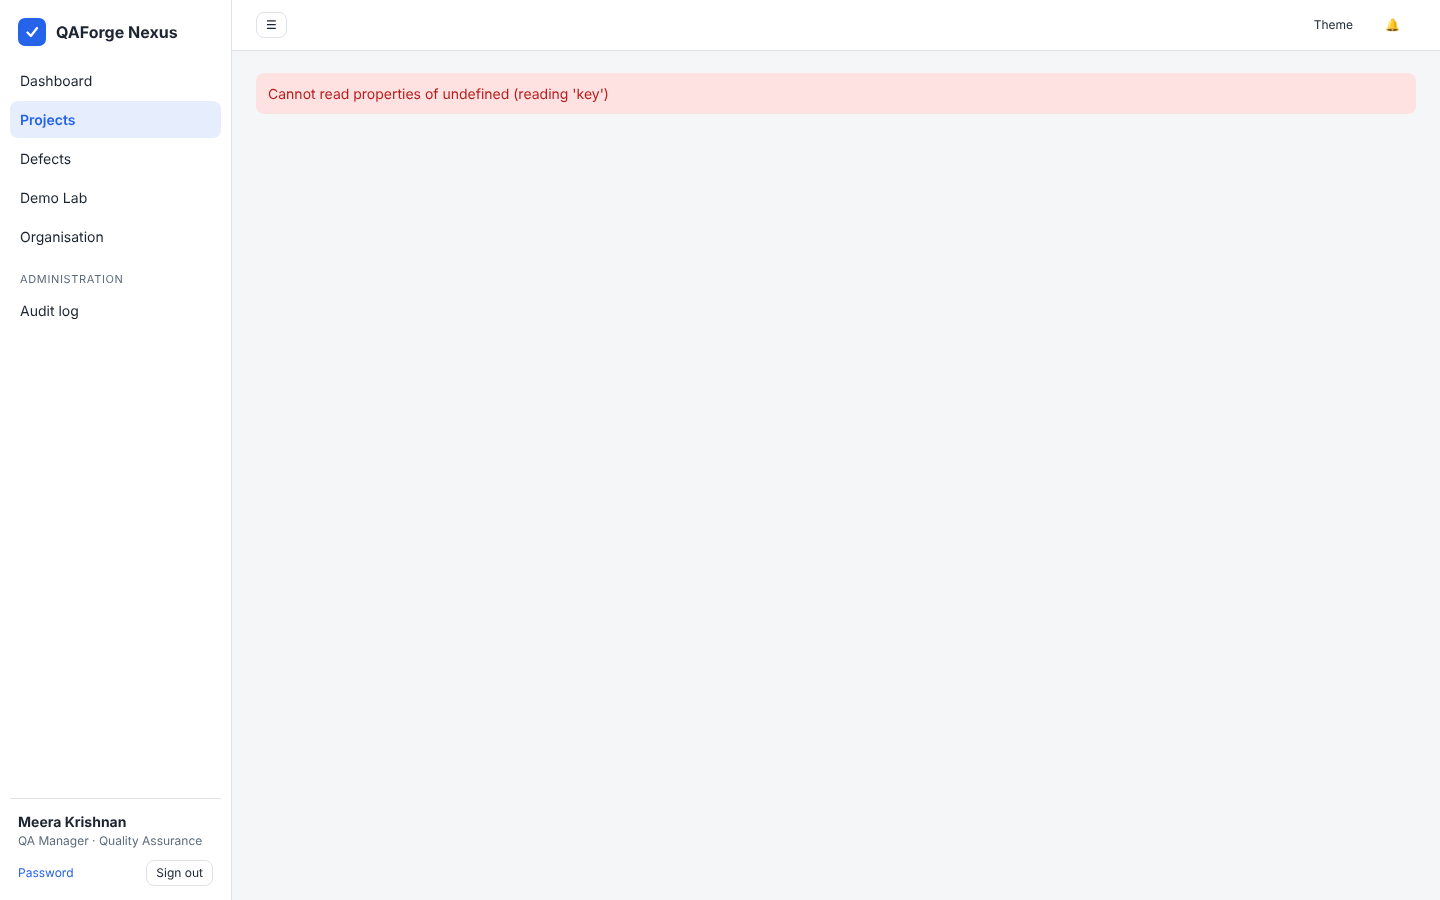 QAForge Nexus
☰
Theme
🔔
Dashboard
Projects
Defects
Demo Lab
Organisation
ADMINISTRATION
Audit log
Cannot read properties of undefined (reading 'key')
Meera Krishnan
QA Manager · Quality Assurance
Password
Sign out